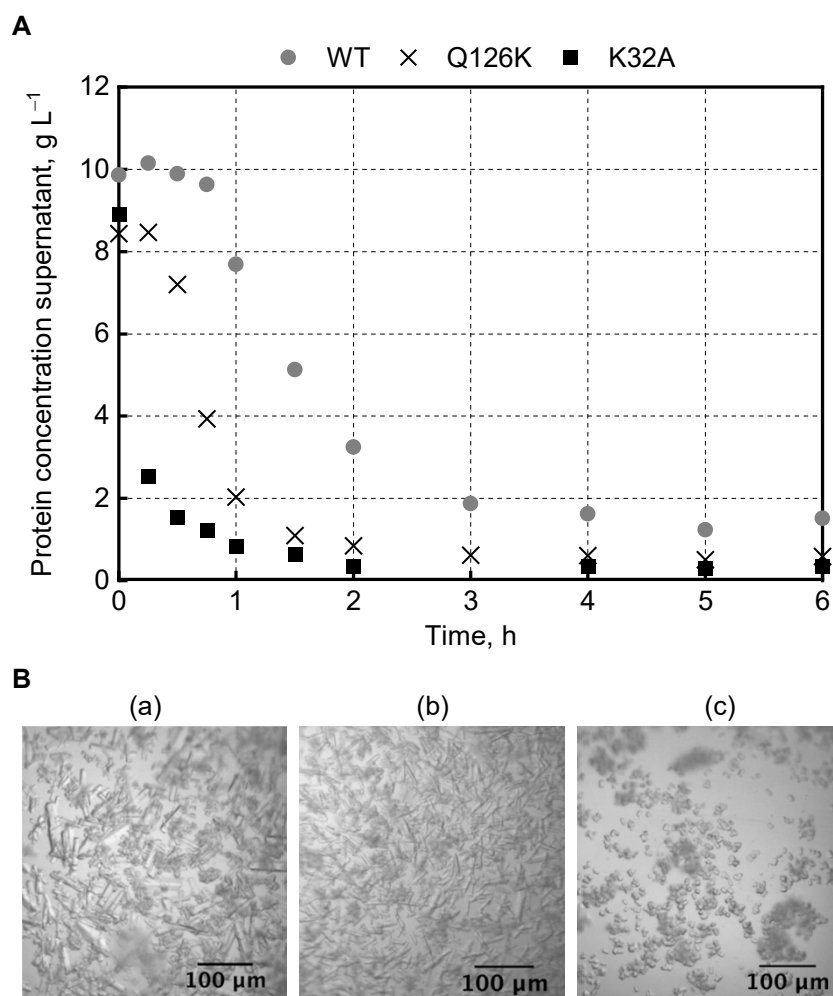 A
WT Q126K K32A
Protein concentration supernatant, g L⁻¹
12
10
8
6
4
2
0
0 1 2 3 4 5 6
Time, h
B
(a) (b) (c)
100 µm 100 µm 100 µm